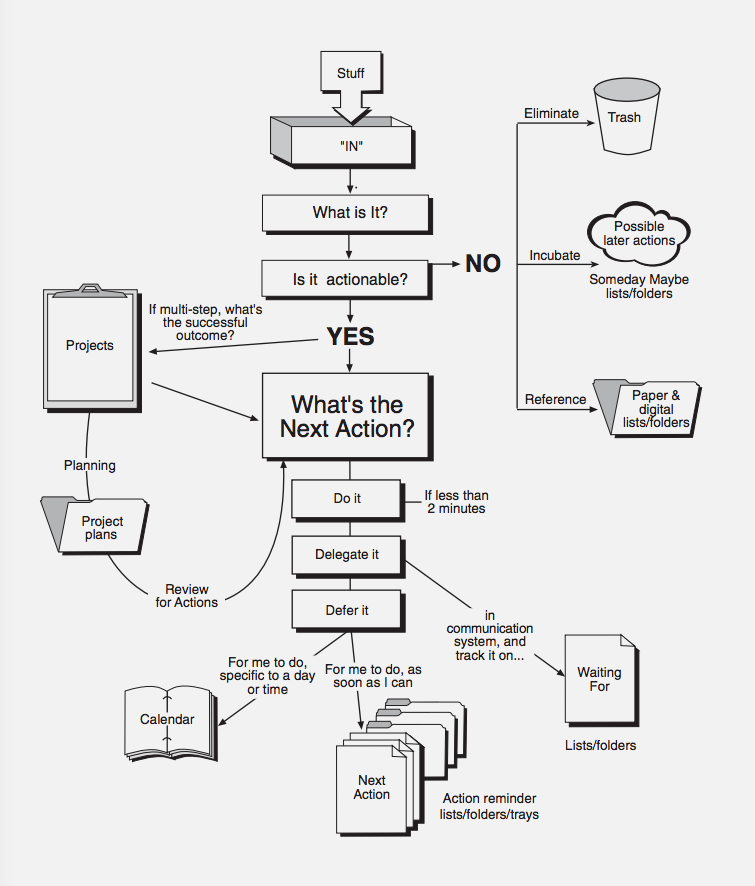 Stuff
"IN"
What is It?
Is it actionable?
NO
Eliminate
Trash
Incubate
Possible
later actions
Someday Maybe
lists/folders
Reference
Paper &
digital
lists/folders
YES
If multi-step, what's
the successful
outcome?
Projects
What's the
Next Action?
Planning
Project
plans
Review
for Actions
Do it
If less than
2 minutes
Delegate it
in
communication
system, and
track it on...
Waiting
For
Lists/folders
Defer it
For me to do,
specific to a day
or time
Calendar
For me to do, as
soon as I can
Next
Action
Action reminder
lists/folders/trays